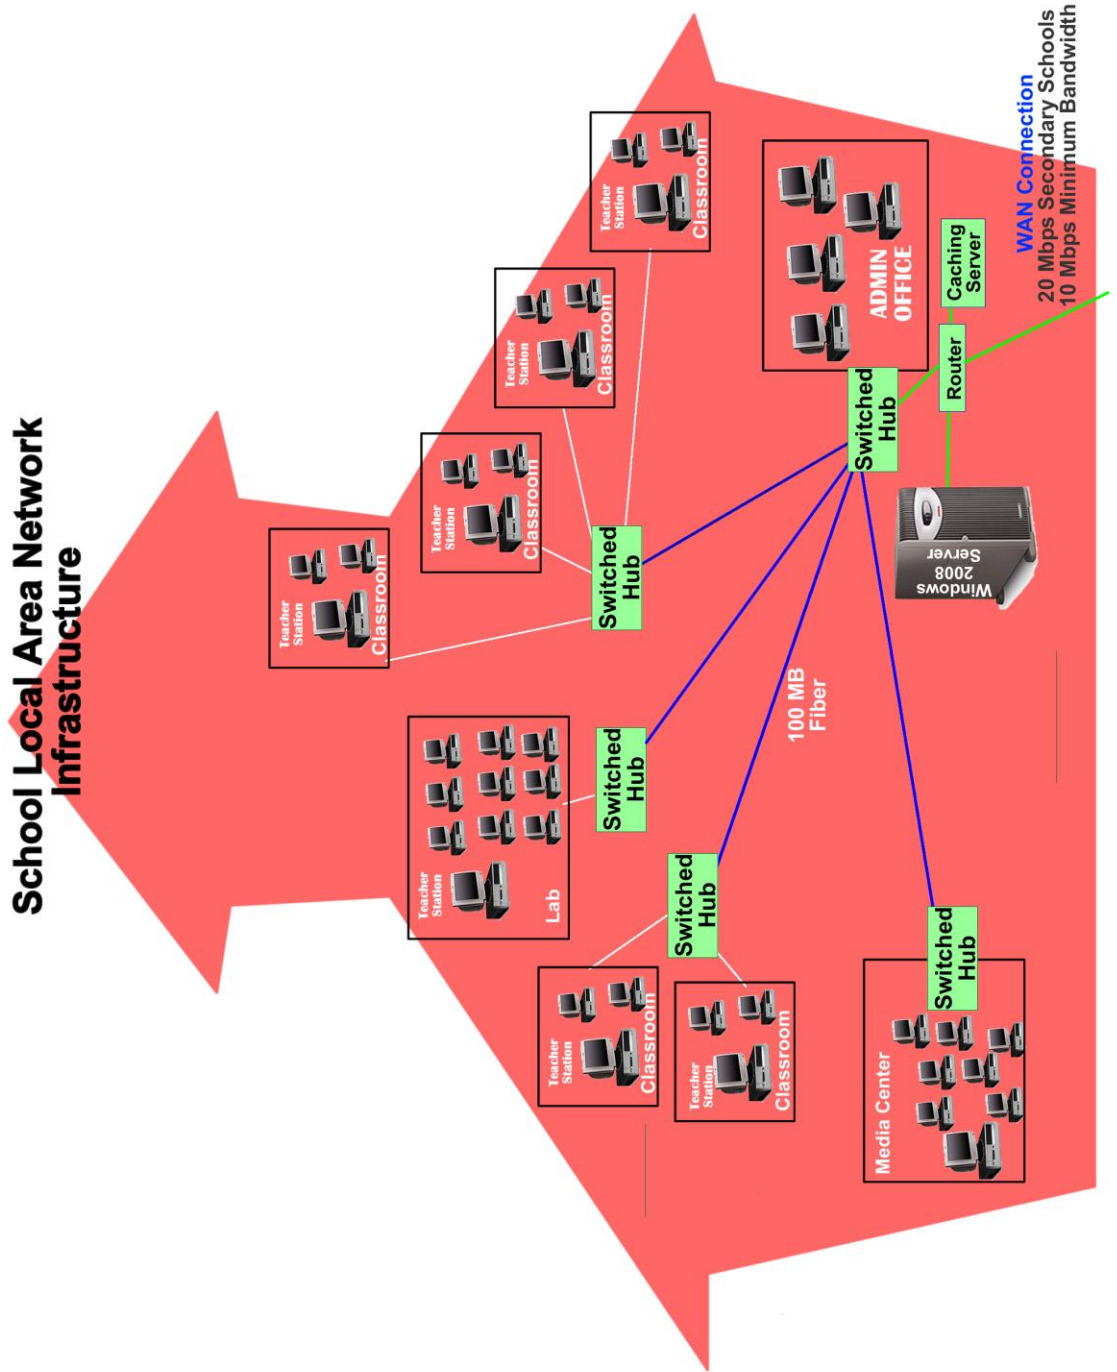 School Local Area Network
Infrastructure
Teacher
Station
Classroom
Teacher
Station
Classroom
Teacher
Station
Classroom
Teacher
Station
Classroom
Teacher
Station
Lab
Switched
Hub
Switched
Hub
Teacher
Station
Classroom
Teacher
Station
Classroom
Switched
Hub
100 MB
Fiber
ADMIN
OFFICE
Switched
Hub
Media Center
Switched
Hub
Windows
2008
Server
Router
Caching
Server
WAN Connection
20 Mbps Secondary Schools
10 Mbps Minimum Bandwidth